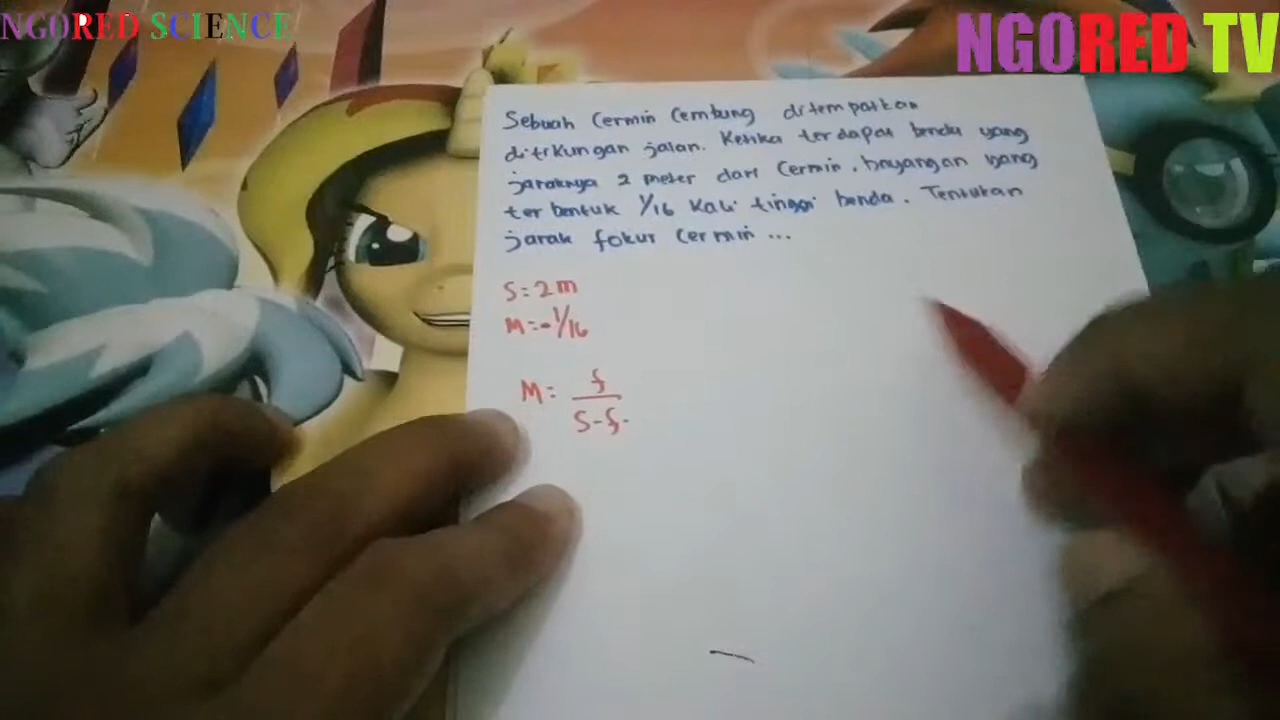 NGORED SCIENCE
NGORED TV
Sebuah Cermin Cembung ditempatkan
ditikungan jalan. Ketika terdapat benda yang
jaraknya 2 meter dari Cermin, bayangan yang
terbentuk 1/16 Kali tinggi benda. Tentukan
jarak fokus Cermin ...
S = 2 m
M = -1/16
M = f
S-f.